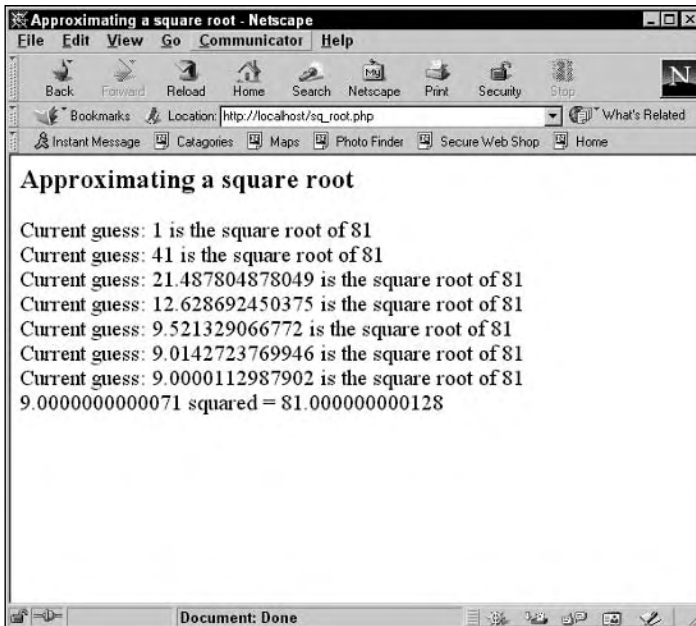 Approximating a square root - Netscape
File Edit View Go Communicator Help
Back Forward Reload Home Search Netscape Print Security Stop
My
N
Bookmarks Location: http://localhost/sq_root.php What's Related
Instant Message Catagories Maps Photo Finder Secure Web Shop Home
Approximating a square root
Current guess: 1 is the square root of 81
Current guess: 41 is the square root of 81
Current guess: 21.487804878049 is the square root of 81
Current guess: 12.628692450375 is the square root of 81
Current guess: 9.521329066772 is the square root of 81
Current guess: 9.0142723769946 is the square root of 81
Current guess: 9.0000112987902 is the square root of 81
9.0000000000071 squared = 81.000000000128
Document: Done